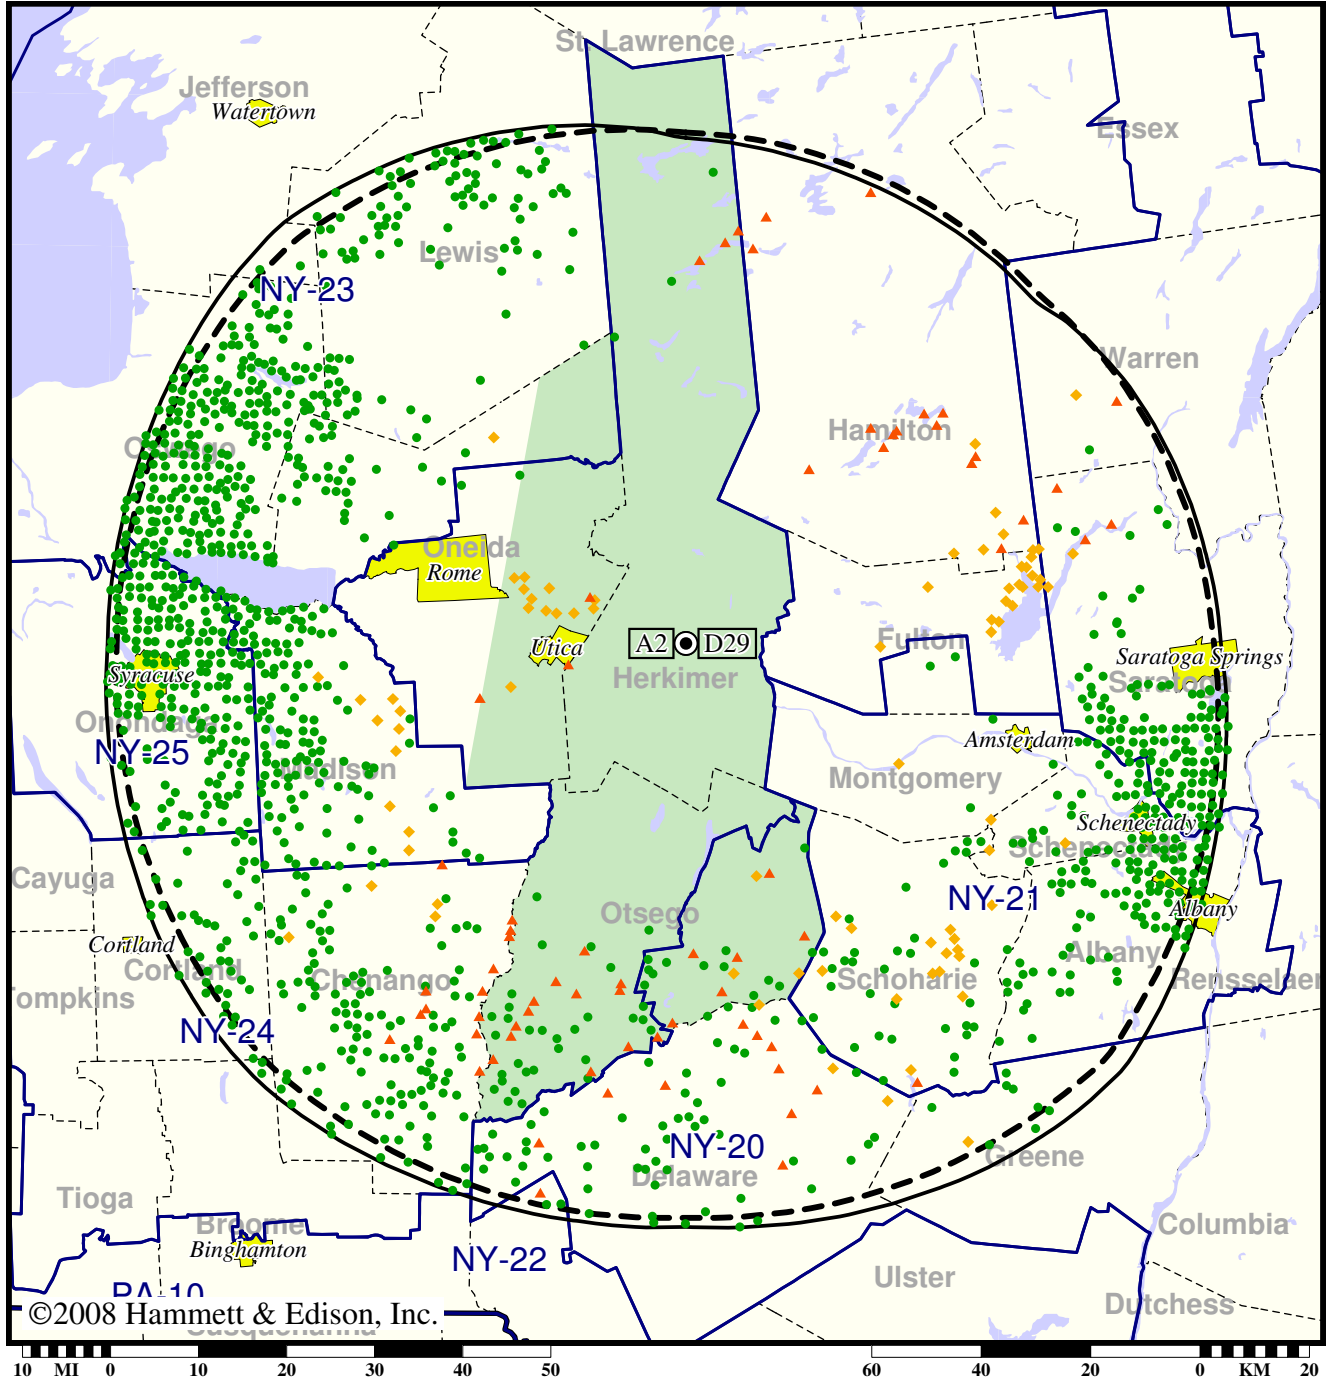 St. Lawrence
Jefferson
Watertown
Essex
Lewis
NY-23
Warren
Hamilton
Oswego
Oneida
Rome
Utica
A2 D29
Fulton
Herkimer
Saratoga Springs
Saratoga
Syracuse
Onondaga
NY-25
Amsterdam
Madison
Montgomery
Schenectady
Schenectady
Cayuga
NY-21
Otsego
Albany
Cortland
Cortland
Albany
Chenango
Schoharie
Rensselaer
Tompkins
NY-24
NY-20
Greene
Delaware
Tioga
Broome
Columbia
Binghamton
NY-22
Ulster
PA-10
Dutchess
©2008 Hammett & Edison, Inc.
Susquehanna
10 MI 0 10 20 30 40 50 60 40 20 0 KM 20